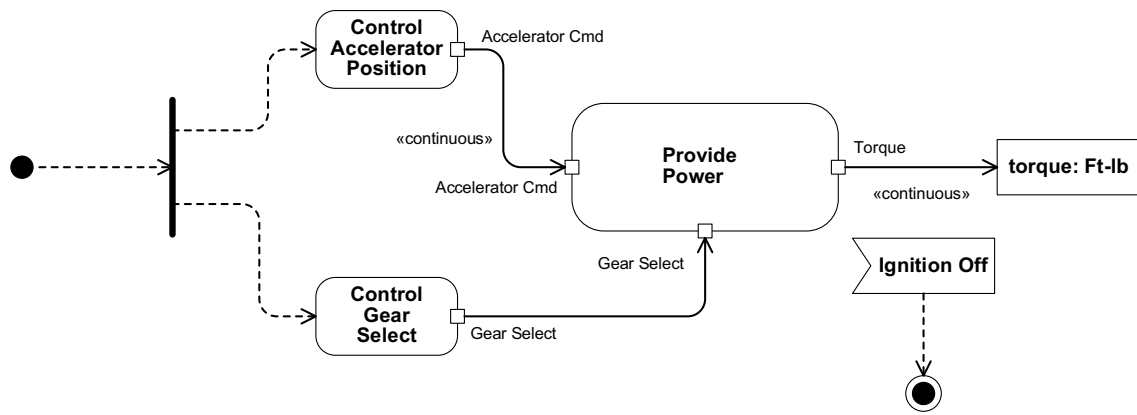 Control
Accelerator
Position
Accelerator Cmd
«continuous»
Accelerator Cmd
Provide
Power
Torque
«continuous»
torque: Ft-lb
Gear Select
Ignition Off
Control
Gear
Select
Gear Select